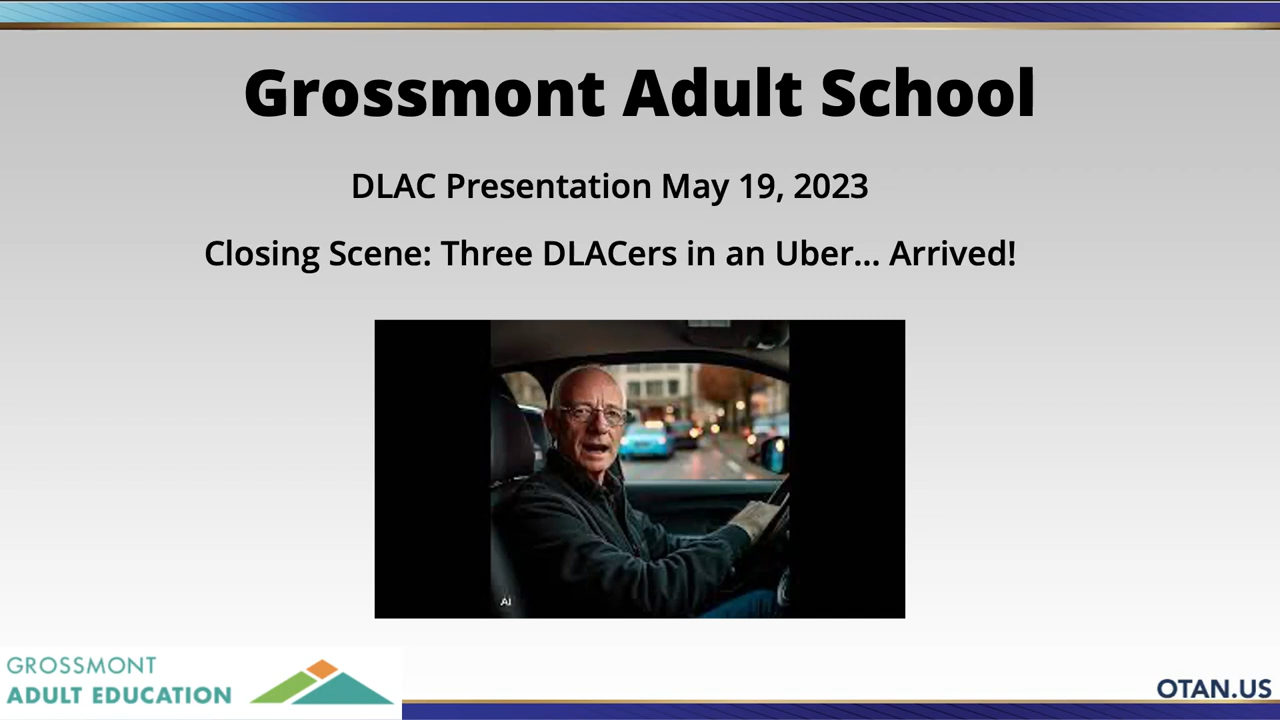 Grossmont Adult School
DLAC Presentation May 19, 2023
Closing Scene: Three DLACers in an Uber... Arrived!
AI
GROSSMONT
ADULT EDUCATION
OTAN.US